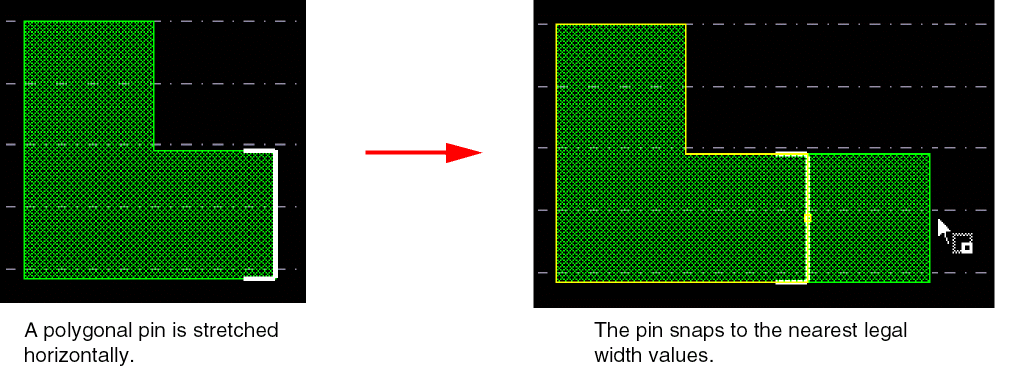 A polygonal pin is stretched
horizontally.
The pin snaps to the nearest legal
width values.